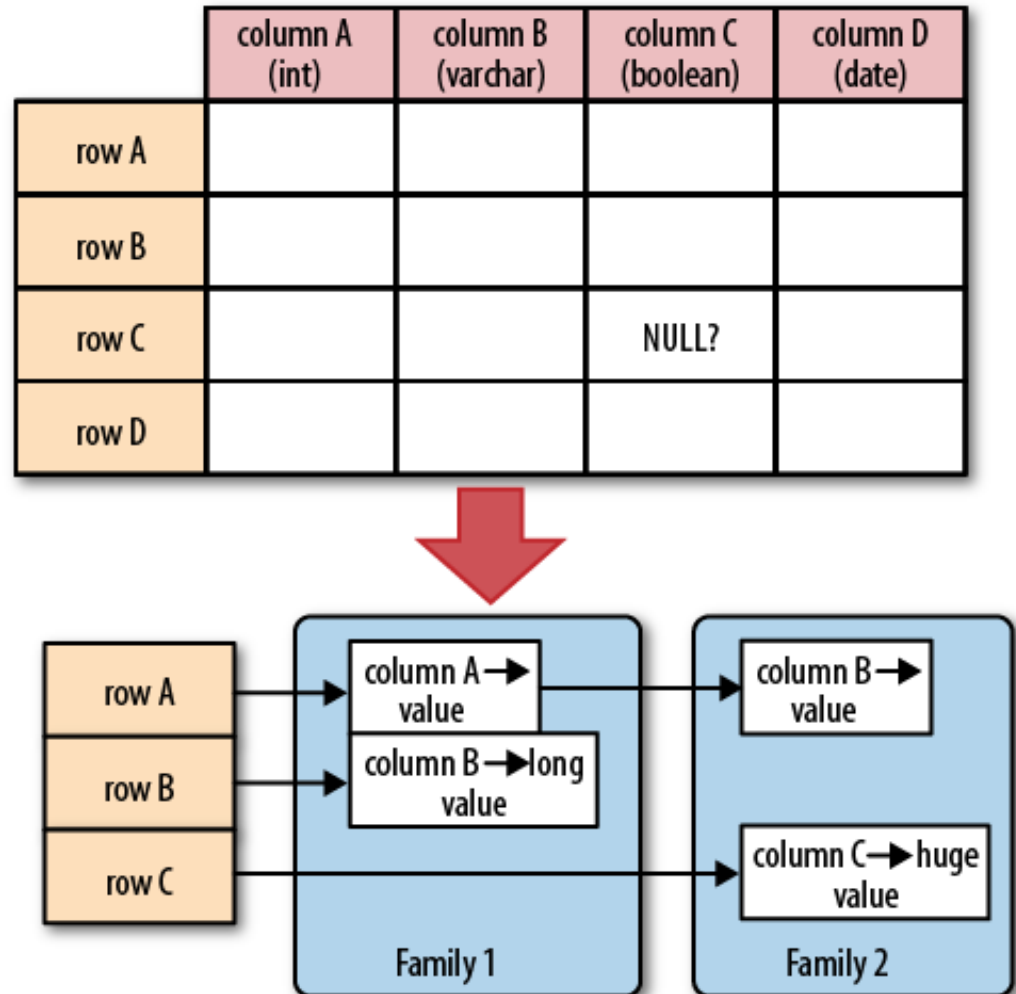 column A column B column C column D
(int) (varchar) (boolean) (date)
row A
row B
row C NULL?
row D
row A column A→ column B→
value value
row B column B→long
value
row C column C→huge
value
Family 1 Family 2